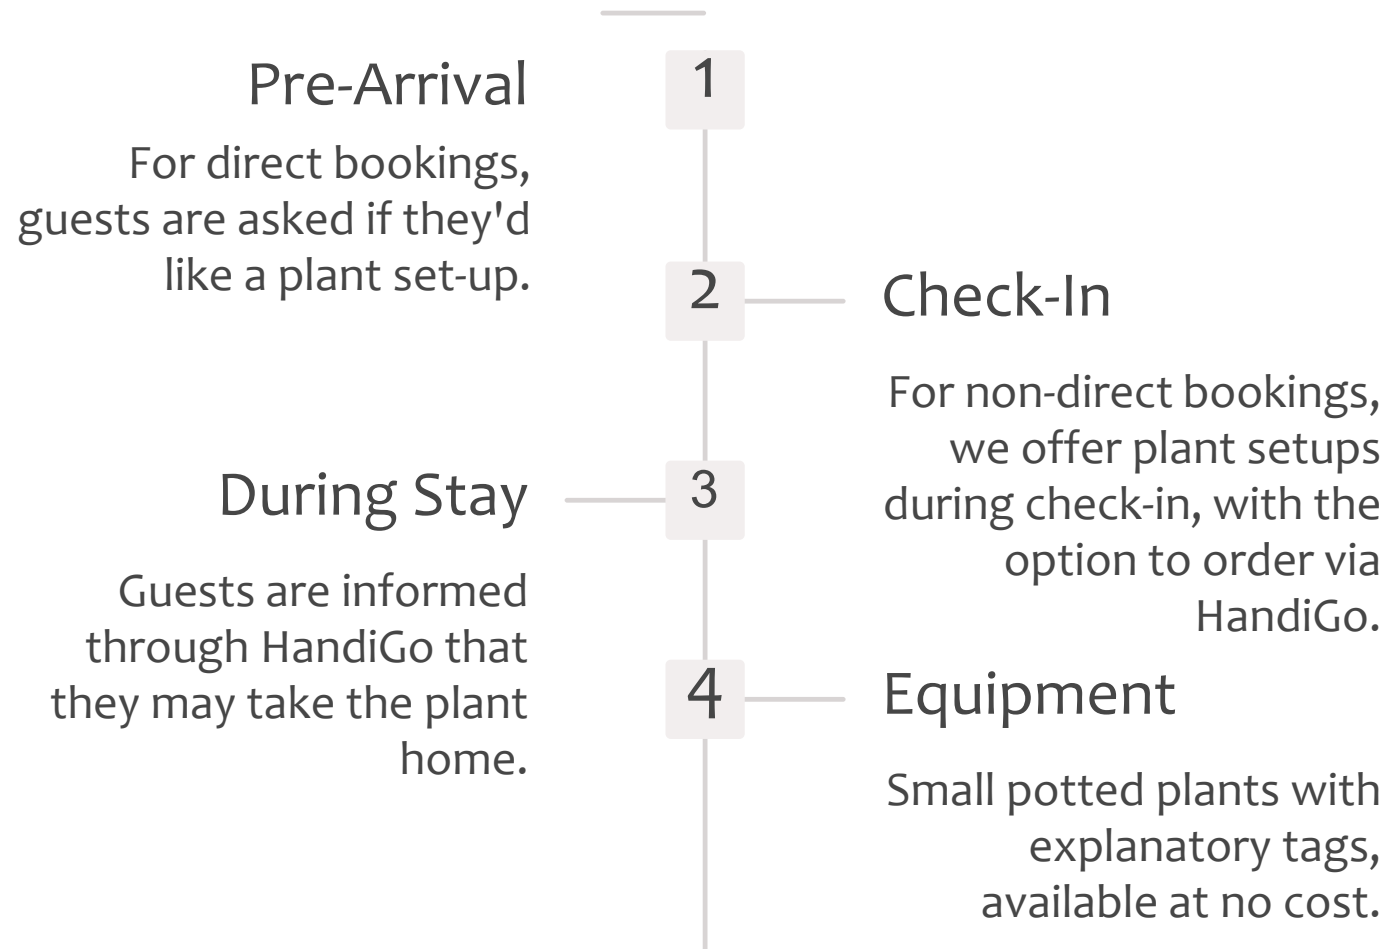 1
Pre-Arrival
For direct bookings,
guests are asked if they'd
like a plant set-up.
2
Check-In
For non-direct bookings,
we offer plant setups
during check-in, with the
option to order via
HandiGo.
3
During Stay
Guests are informed
through HandiGo that
they may take the plant
home.
4
Equipment
Small potted plants with
explanatory tags,
available at no cost.